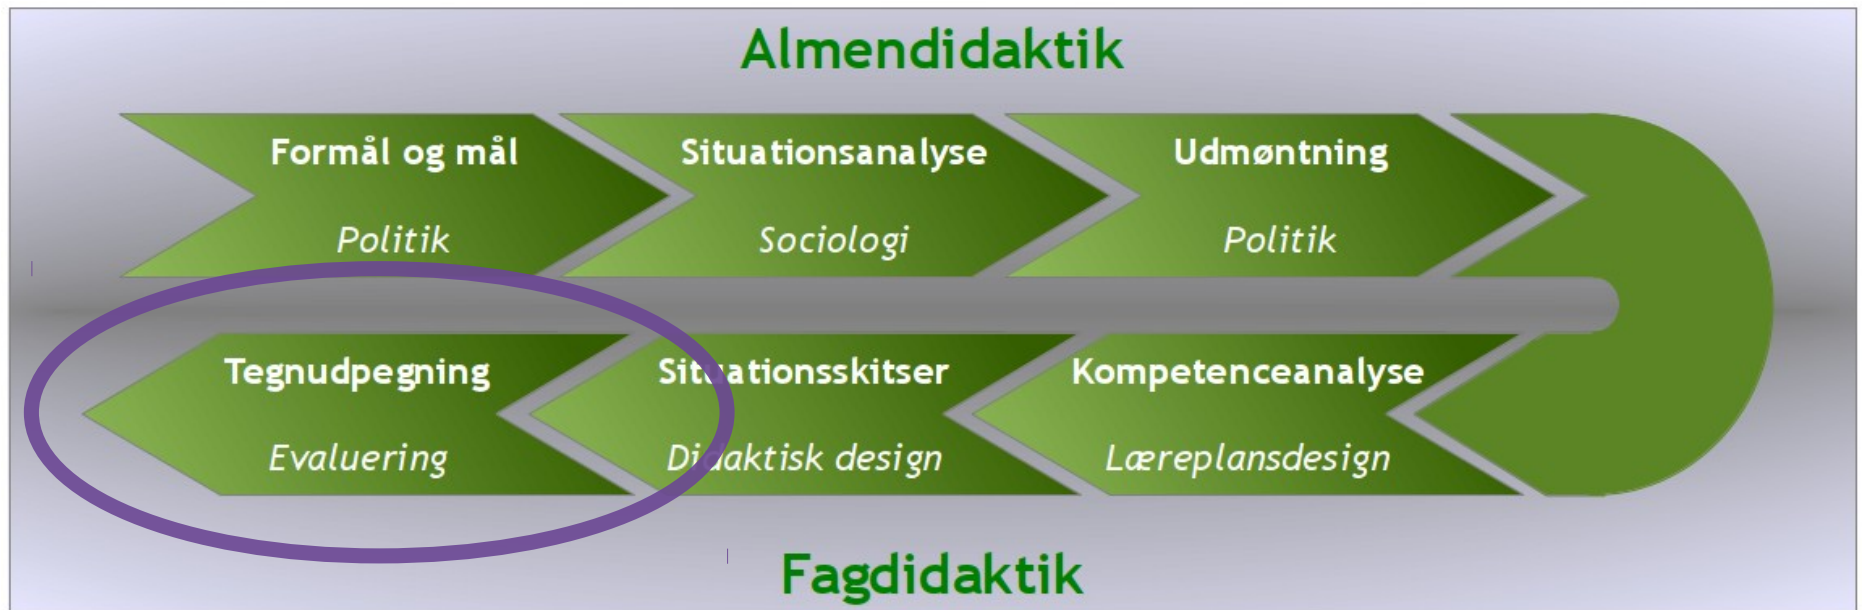 Almendidaktik
Formål og mål
Politik
Situationsanalyse
Sociologi
Udmøntning
Politik
Tegnudpegning
Evaluering
Situationsskitser
Didaktisk design
Kompetenceanalyse
Læreplansdesign
Fagdidaktik